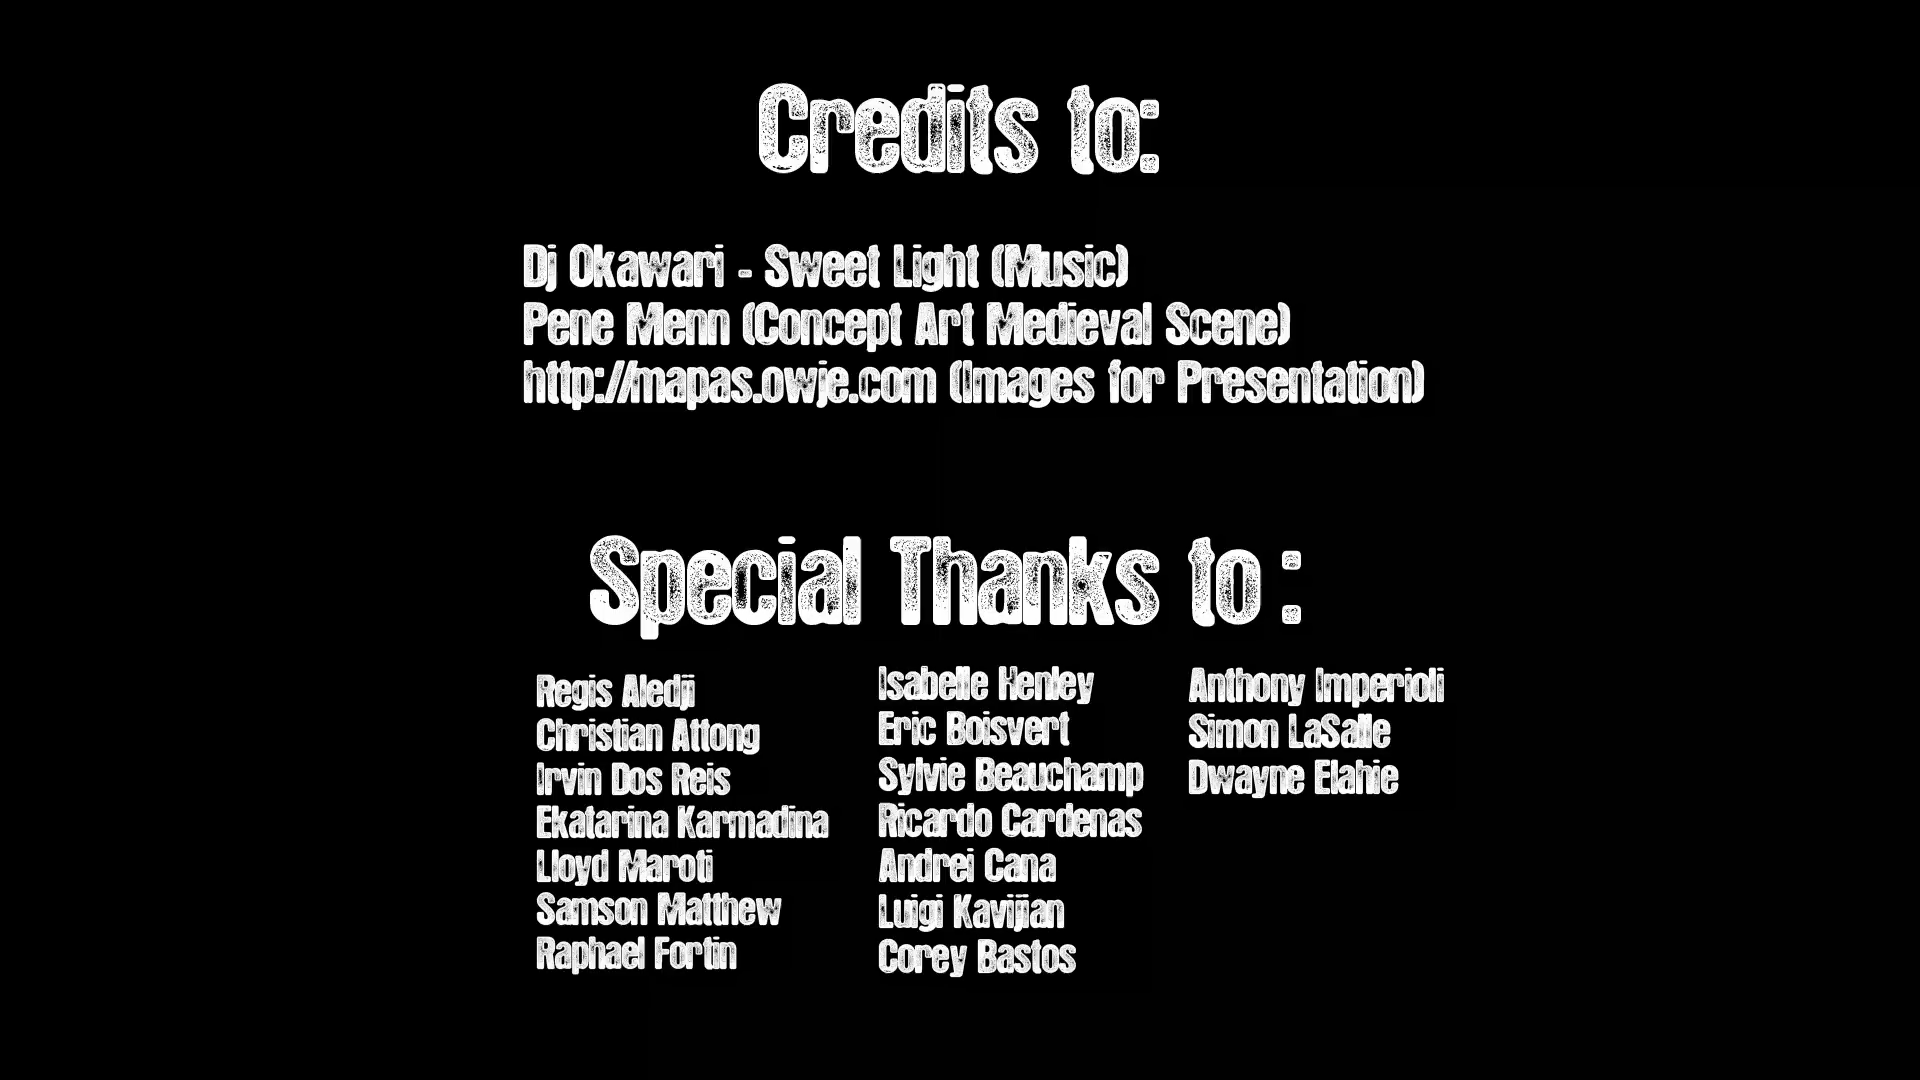 Credits to:
Dj Okawari - Sweet Light (Music)
Pene Menn (Concept Art Medieval Scene)
http://mapas.owje.com (Images for Presentation)
Special Thanks to :
Regis Aledji
Christian Attong
Irvin Dos Reis
Ekatarina Karmadina
Lloyd Maroti
Samson Matthew
Raphael Fortin
Isabelle Henley
Eric Boisvert
Sylvie Beauchamp
Ricardo Cardenas
Andrei Cana
Luigi Kavijian
Corey Bastos
Anthony Imperioli
Simon LaSalle
Dwayne Elahie